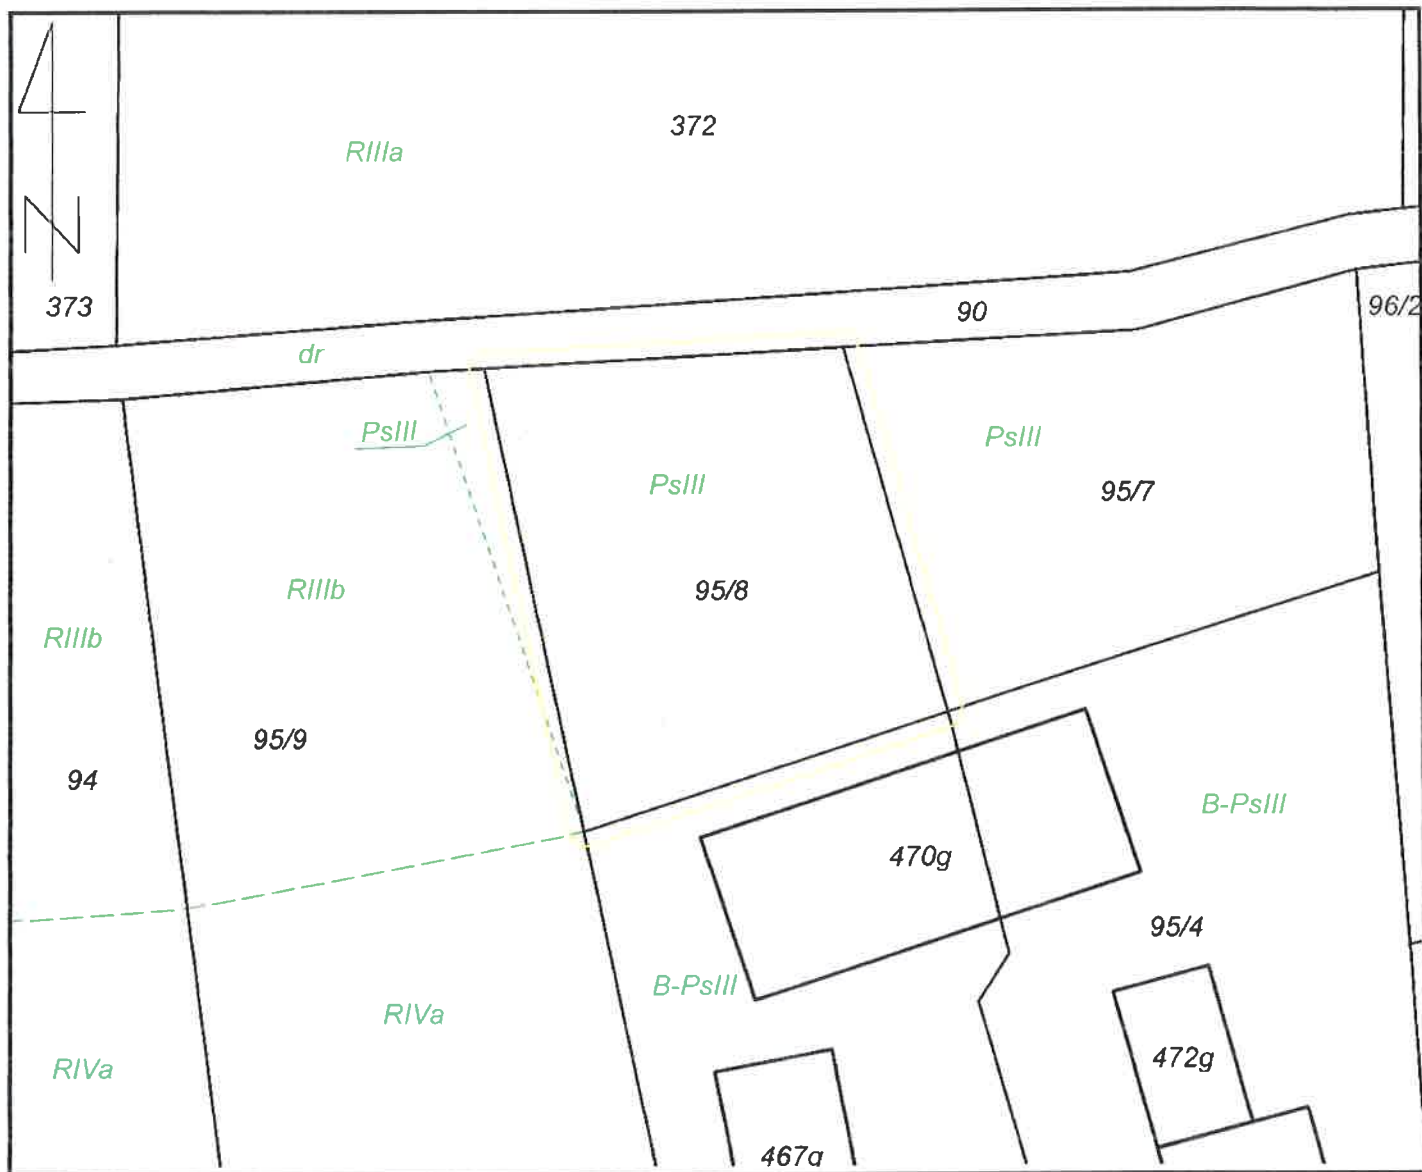 N
372
RIIIa
373
90
96/2
dr
PsIII
PsIII
PsIII
95/7
RIIIb
95/8
RIIIb
95/9
94
B-PsIII
470g
95/4
B-PsIII
RIVa
472g
RIVa
467g